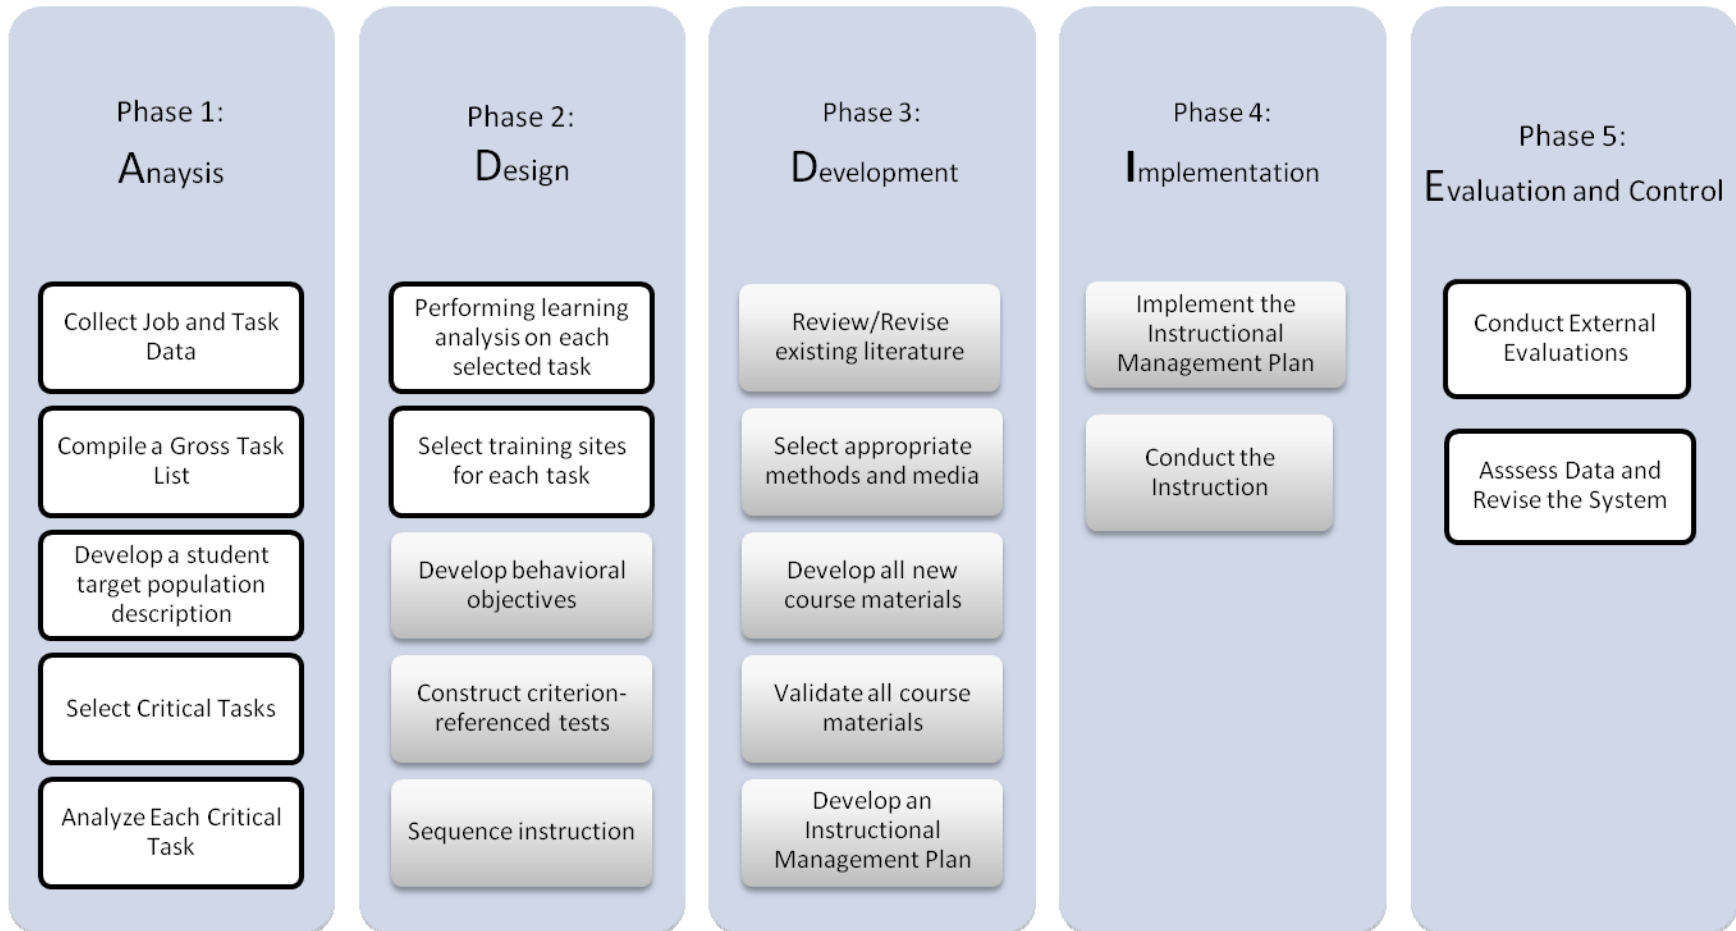 Phase 1:
Anaysis
Collect Job and Task
Data
Compile a Gross Task
List
Develop a student
target population
description
Select Critical Tasks
Analyze Each Critical
Task
Phase 2:
Design
Performing learning
analysis on each
selected task
Select training sites
for each task
Develop behavioral
objectives
Construct criterion-
referenced tests
Sequence instruction
Phase 3:
Development
Review/Revise
existing literature
Select appropriate
methods and media
Develop all new
course materials
Validate all course
materials
Develop an
Instructional
Management Plan
Phase 4:
Implementation
Implement the
Instructional
Management Plan
Conduct the
Instruction
Phase 5:
Evaluation and Control
Conduct External
Evaluations
Asssess Data and
Revise the System